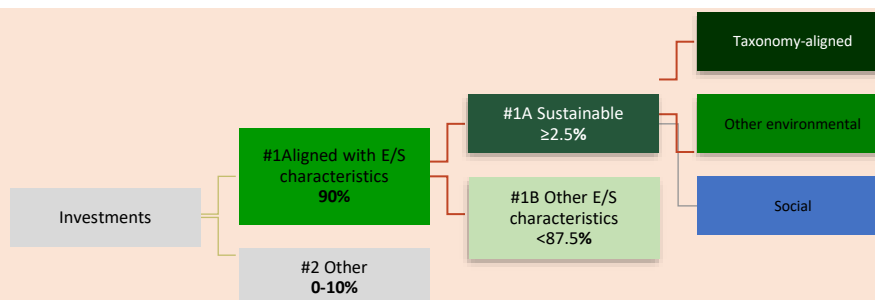 Investments
#1Aligned with E/S
characteristics
90%
#2 Other
0-10%
#1A Sustainable
≥2.5%
#1B Other E/S
characteristics
<87.5%
Taxonomy-aligned
Other environmental
Social